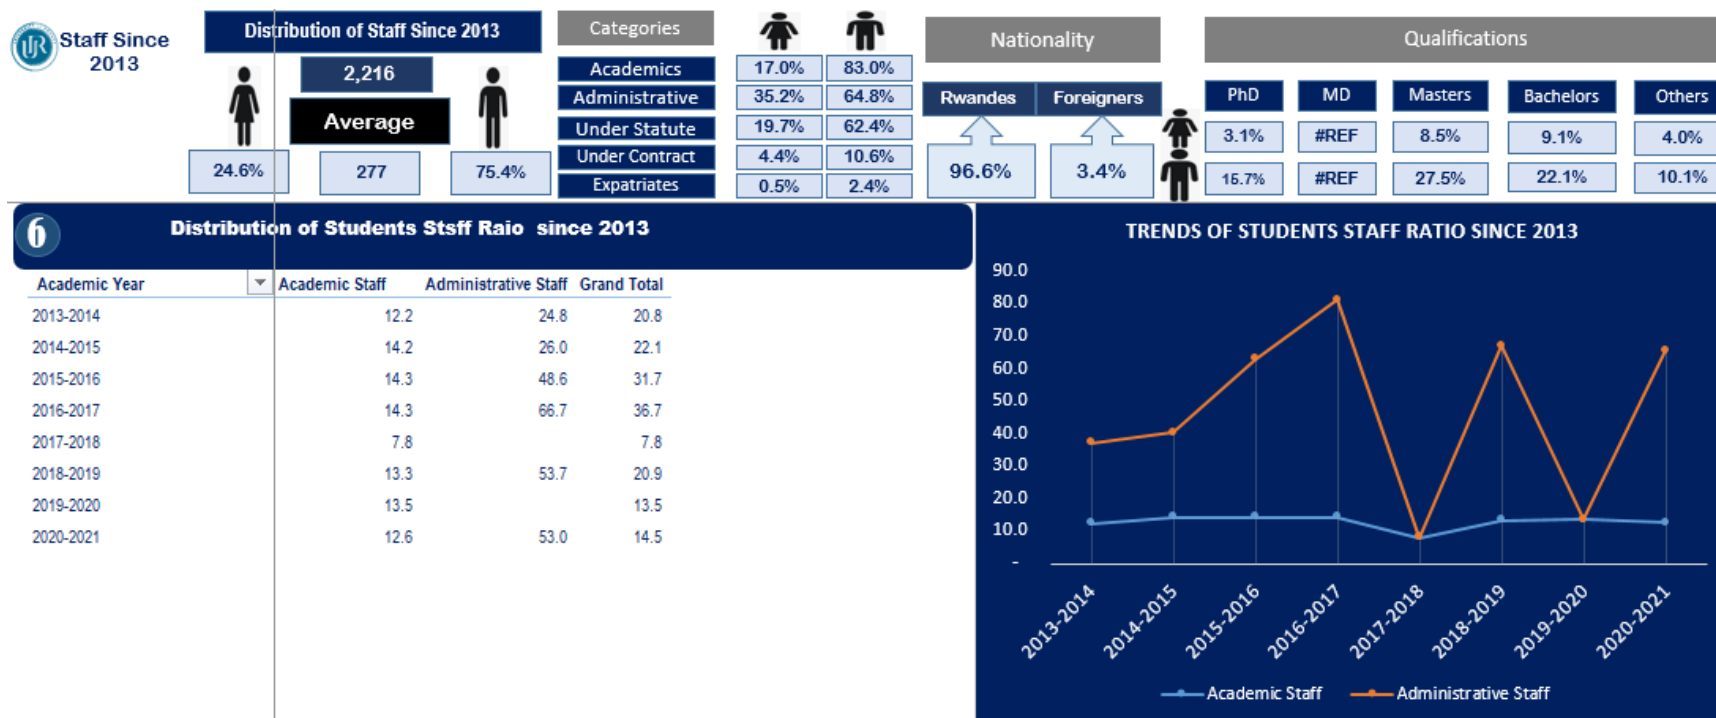 UR
Staff Since
2013
Distribution of Staff Since 2013
2,216
Average
24.6%
277
75.4%
Categories
Academics 17.0% 83.0%
Administrative 35.2% 64.8%
Under Statute 19.7% 62.4%
Under Contract 4.4% 10.6%
Expatriates 0.5% 2.4%
Nationality
Rwandes Foreigners
96.6% 3.4%
Qualifications
PhD MD Masters Bachelors Others
3.1% #REF 8.5% 9.1% 4.0%
15.7% #REF 27.5% 22.1% 10.1%
6 Distribution of Students Stsff Raio since 2013
Academic Year Academic Staff Administrative Staff Grand Total
2013-2014 12.2 24.8 20.8
2014-2015 14.2 26.0 22.1
2015-2016 14.3 48.6 31.7
2016-2017 14.3 66.7 36.7
2017-2018 7.8 7.8
2018-2019 13.3 53.7 20.9
2019-2020 13.5 13.5
2020-2021 12.6 53.0 14.5
TRENDS OF STUDENTS STAFF RATIO SINCE 2013
90.0
80.0
70.0
60.0
50.0
40.0
30.0
20.0
10.0
-
2013-2014 2014-2015 2015-2016 2016-2017 2017-2018 2018-2019 2019-2020 2020-2021
Academic Staff Administrative Staff